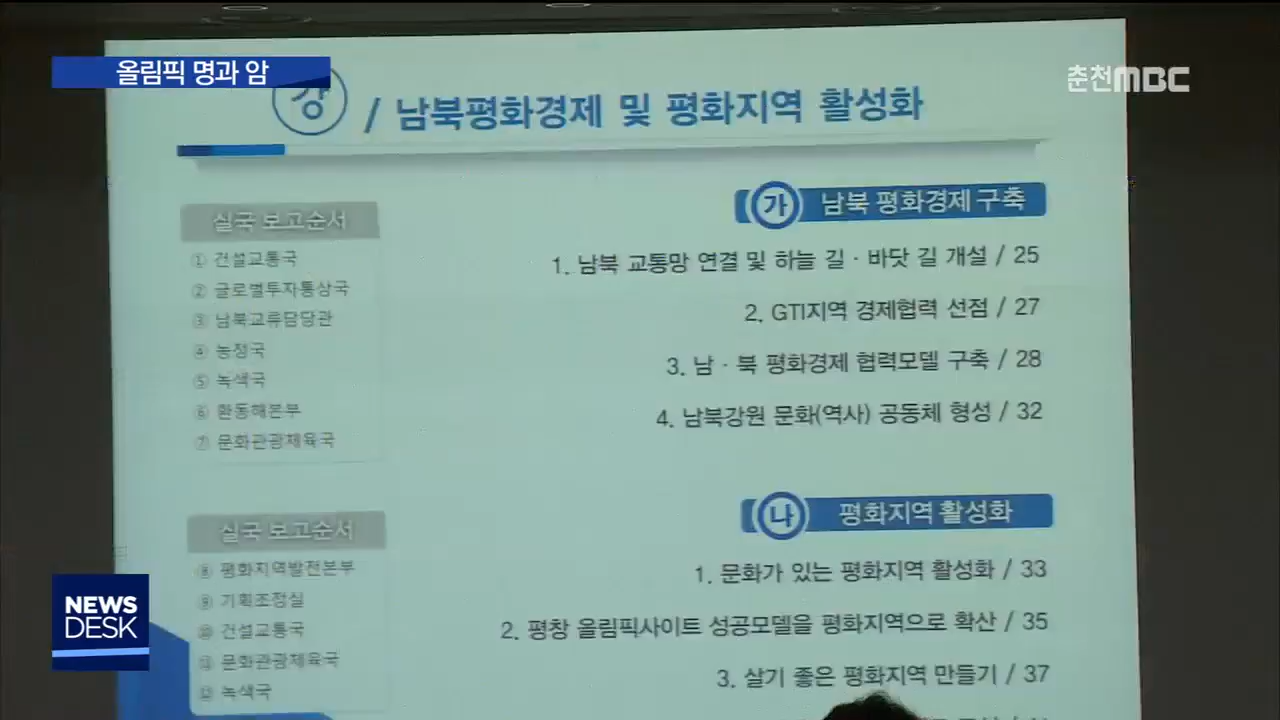 올림픽 명과 암
춘천MBC
강 / 남북평화경제 및 평화지역 활성화
실국 보고순서
① 건설교통국
② 글로벌투자통상국
③ 남북교류담당관
④ 농정국
⑤ 녹색국
⑥ 환동해본부
⑦ 문화관광체육국
가 남북 평화경제 구축
1. 남북 교통망 연결 및 하늘 길 · 바닷 길 개설 / 25
2. GTI지역 경제협력 선점 / 27
3. 남 · 북 평화경제 협력모델 구축 / 28
4. 남북강원 문화(역사) 공동체 형성 / 32
실국 보고순서
⑧ 평화지역발전본부
⑨ 기획조정실
⑩ 건설교통국
문화관광체육국
녹색국
나 평화지역 활성화
1. 문화가 있는 평화지역 활성화 / 33
2. 평창 올림픽사이트 성공모델을 평화지역으로 확산 / 35
3. 살기 좋은 평화지역 만들기 / 37
NEWS
DESK